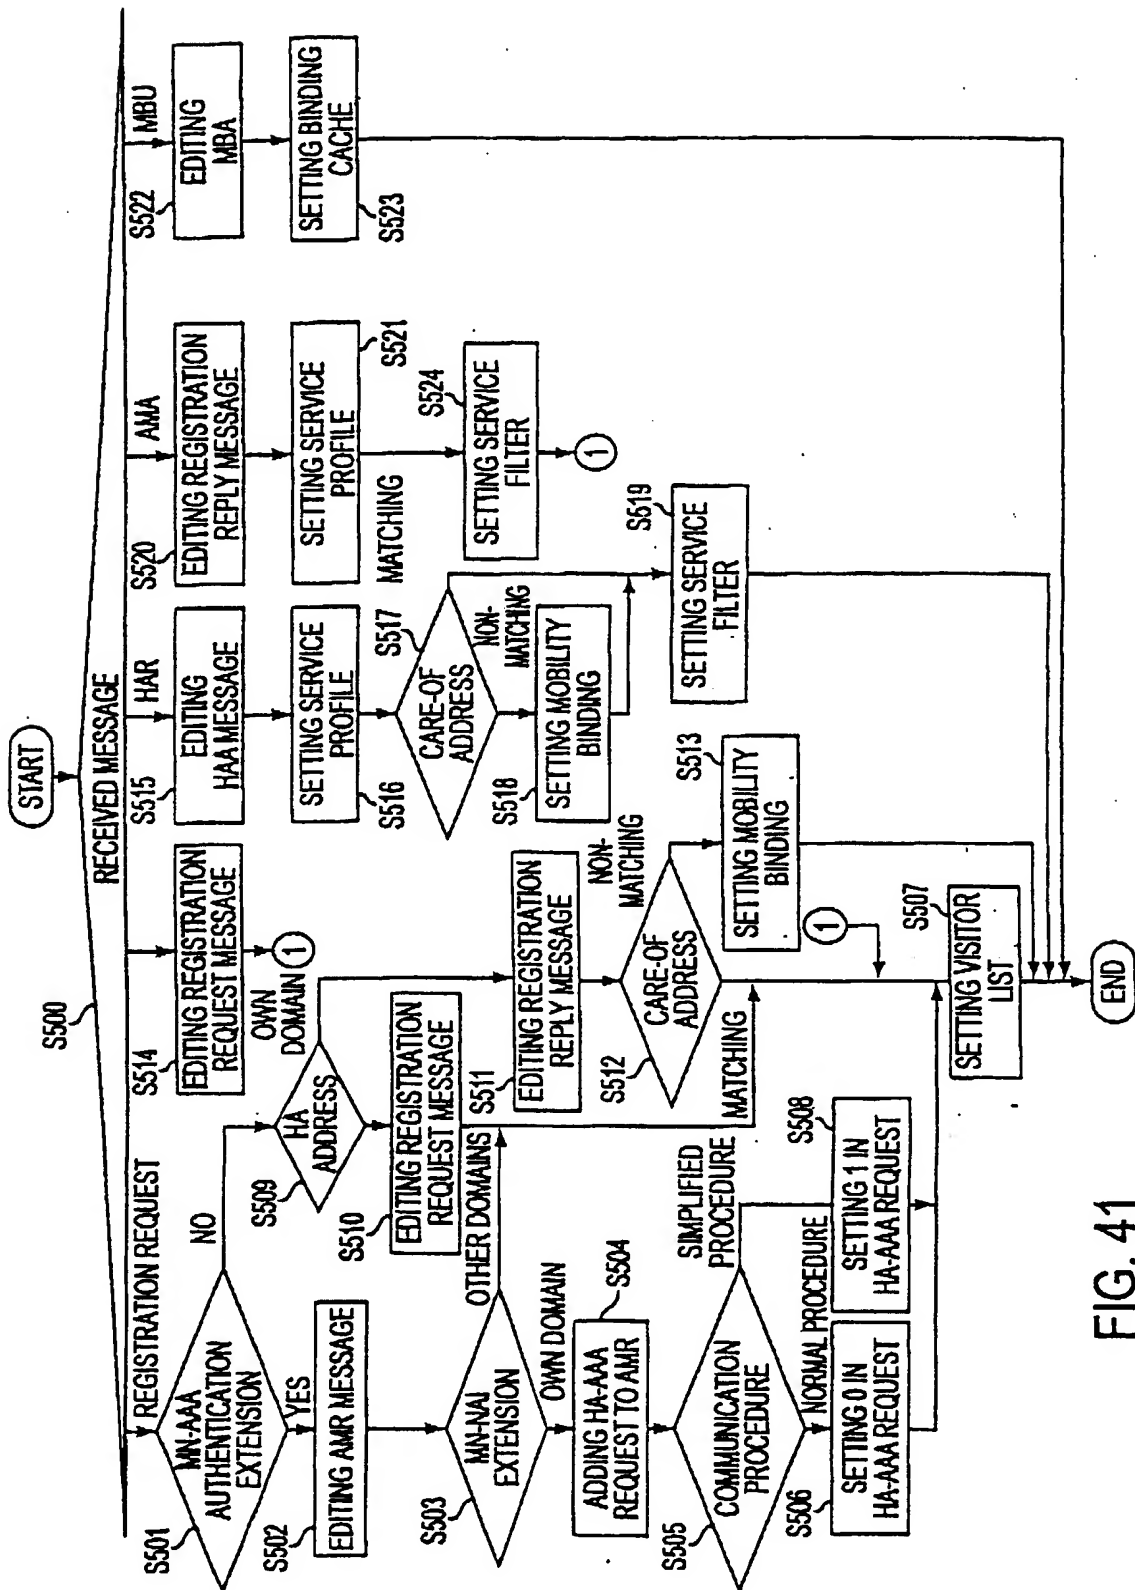 START
S500
RECEIVED MESSAGE
REGISTRATION REQUEST
S501
MN-AAA
AUTHENTICATION
EXTENSION
NO
YES
S502
EDITING AMR MESSAGE
S503
MN-NAI
EXTENSION
OTHER DOMAINS
OWN DOMAIN
S504
ADDING HA-AAA
REQUEST TO AMR
S505
COMMUNICATION
PROCEDURE
SIMPLIFIED
PROCEDURE
NORMAL PROCEDURE
S506
SETTING 0 IN
HA-AAA REQUEST
S508
SETTING 1 IN
HA-AAA REQUEST
S509
HA
ADDRESS
OWN
DOMAIN
S510
EDITING REGISTRATION
REQUEST MESSAGE
S511
EDITING REGISTRATION
REPLY MESSAGE
S512
CARE-OF
ADDRESS
NON-
MATCHING
MATCHING
S513
SETTING MOBILITY
BINDING
1
S507
SETTING VISITOR
LIST
S514
EDITING REGISTRATION
REQUEST MESSAGE
1
HAR
S515
EDITING
HAA MESSAGE
S516
SETTING SERVICE
PROFILE
S517
CARE-OF
ADDRESS
MATCHING
NON-
MATCHING
S518
SETTING MOBILITY
BINDING
S519
SETTING SERVICE
FILTER
AMA
S520
EDITING REGISTRATION
REPLY MESSAGE
S521
SETTING SERVICE
PROFILE
S524
SETTING SERVICE
FILTER
1
MBU
S522
EDITING
MBA
S523
SETTING BINDING
CACHE
END
FIG. 41